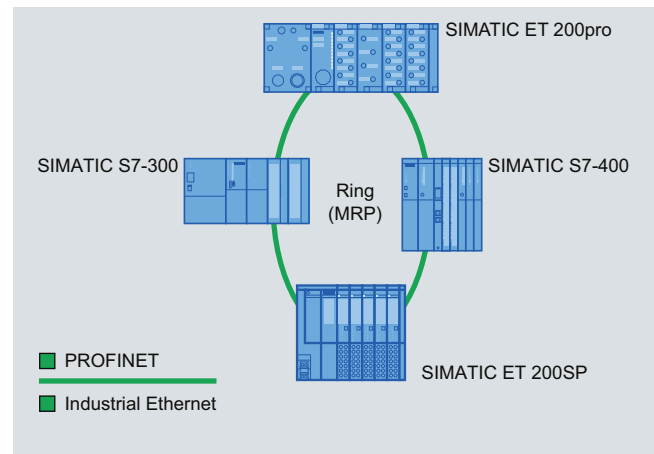 SIMATIC ET 200pro
SIMATIC S7-300
SIMATIC S7-400
Ring
(MRP)
SIMATIC ET 200SP
PROFINET
Industrial Ethernet